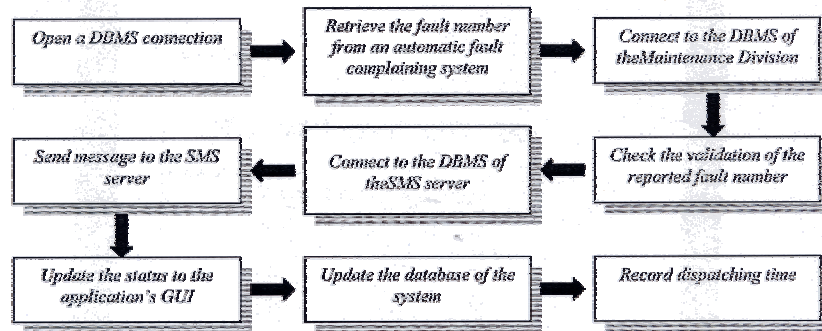 Open a DBMS connection
Retrieve the fault number
from an automatic fault
complaining system
Connect to the DBMS of
theMaintenance Division
Send message to the SMS
server
Connect to the DBMS of
theSMS server
Check the validation of the
reported fault number
Update the status to the
application's GUI
Update the database of the
system
Record dispatching time